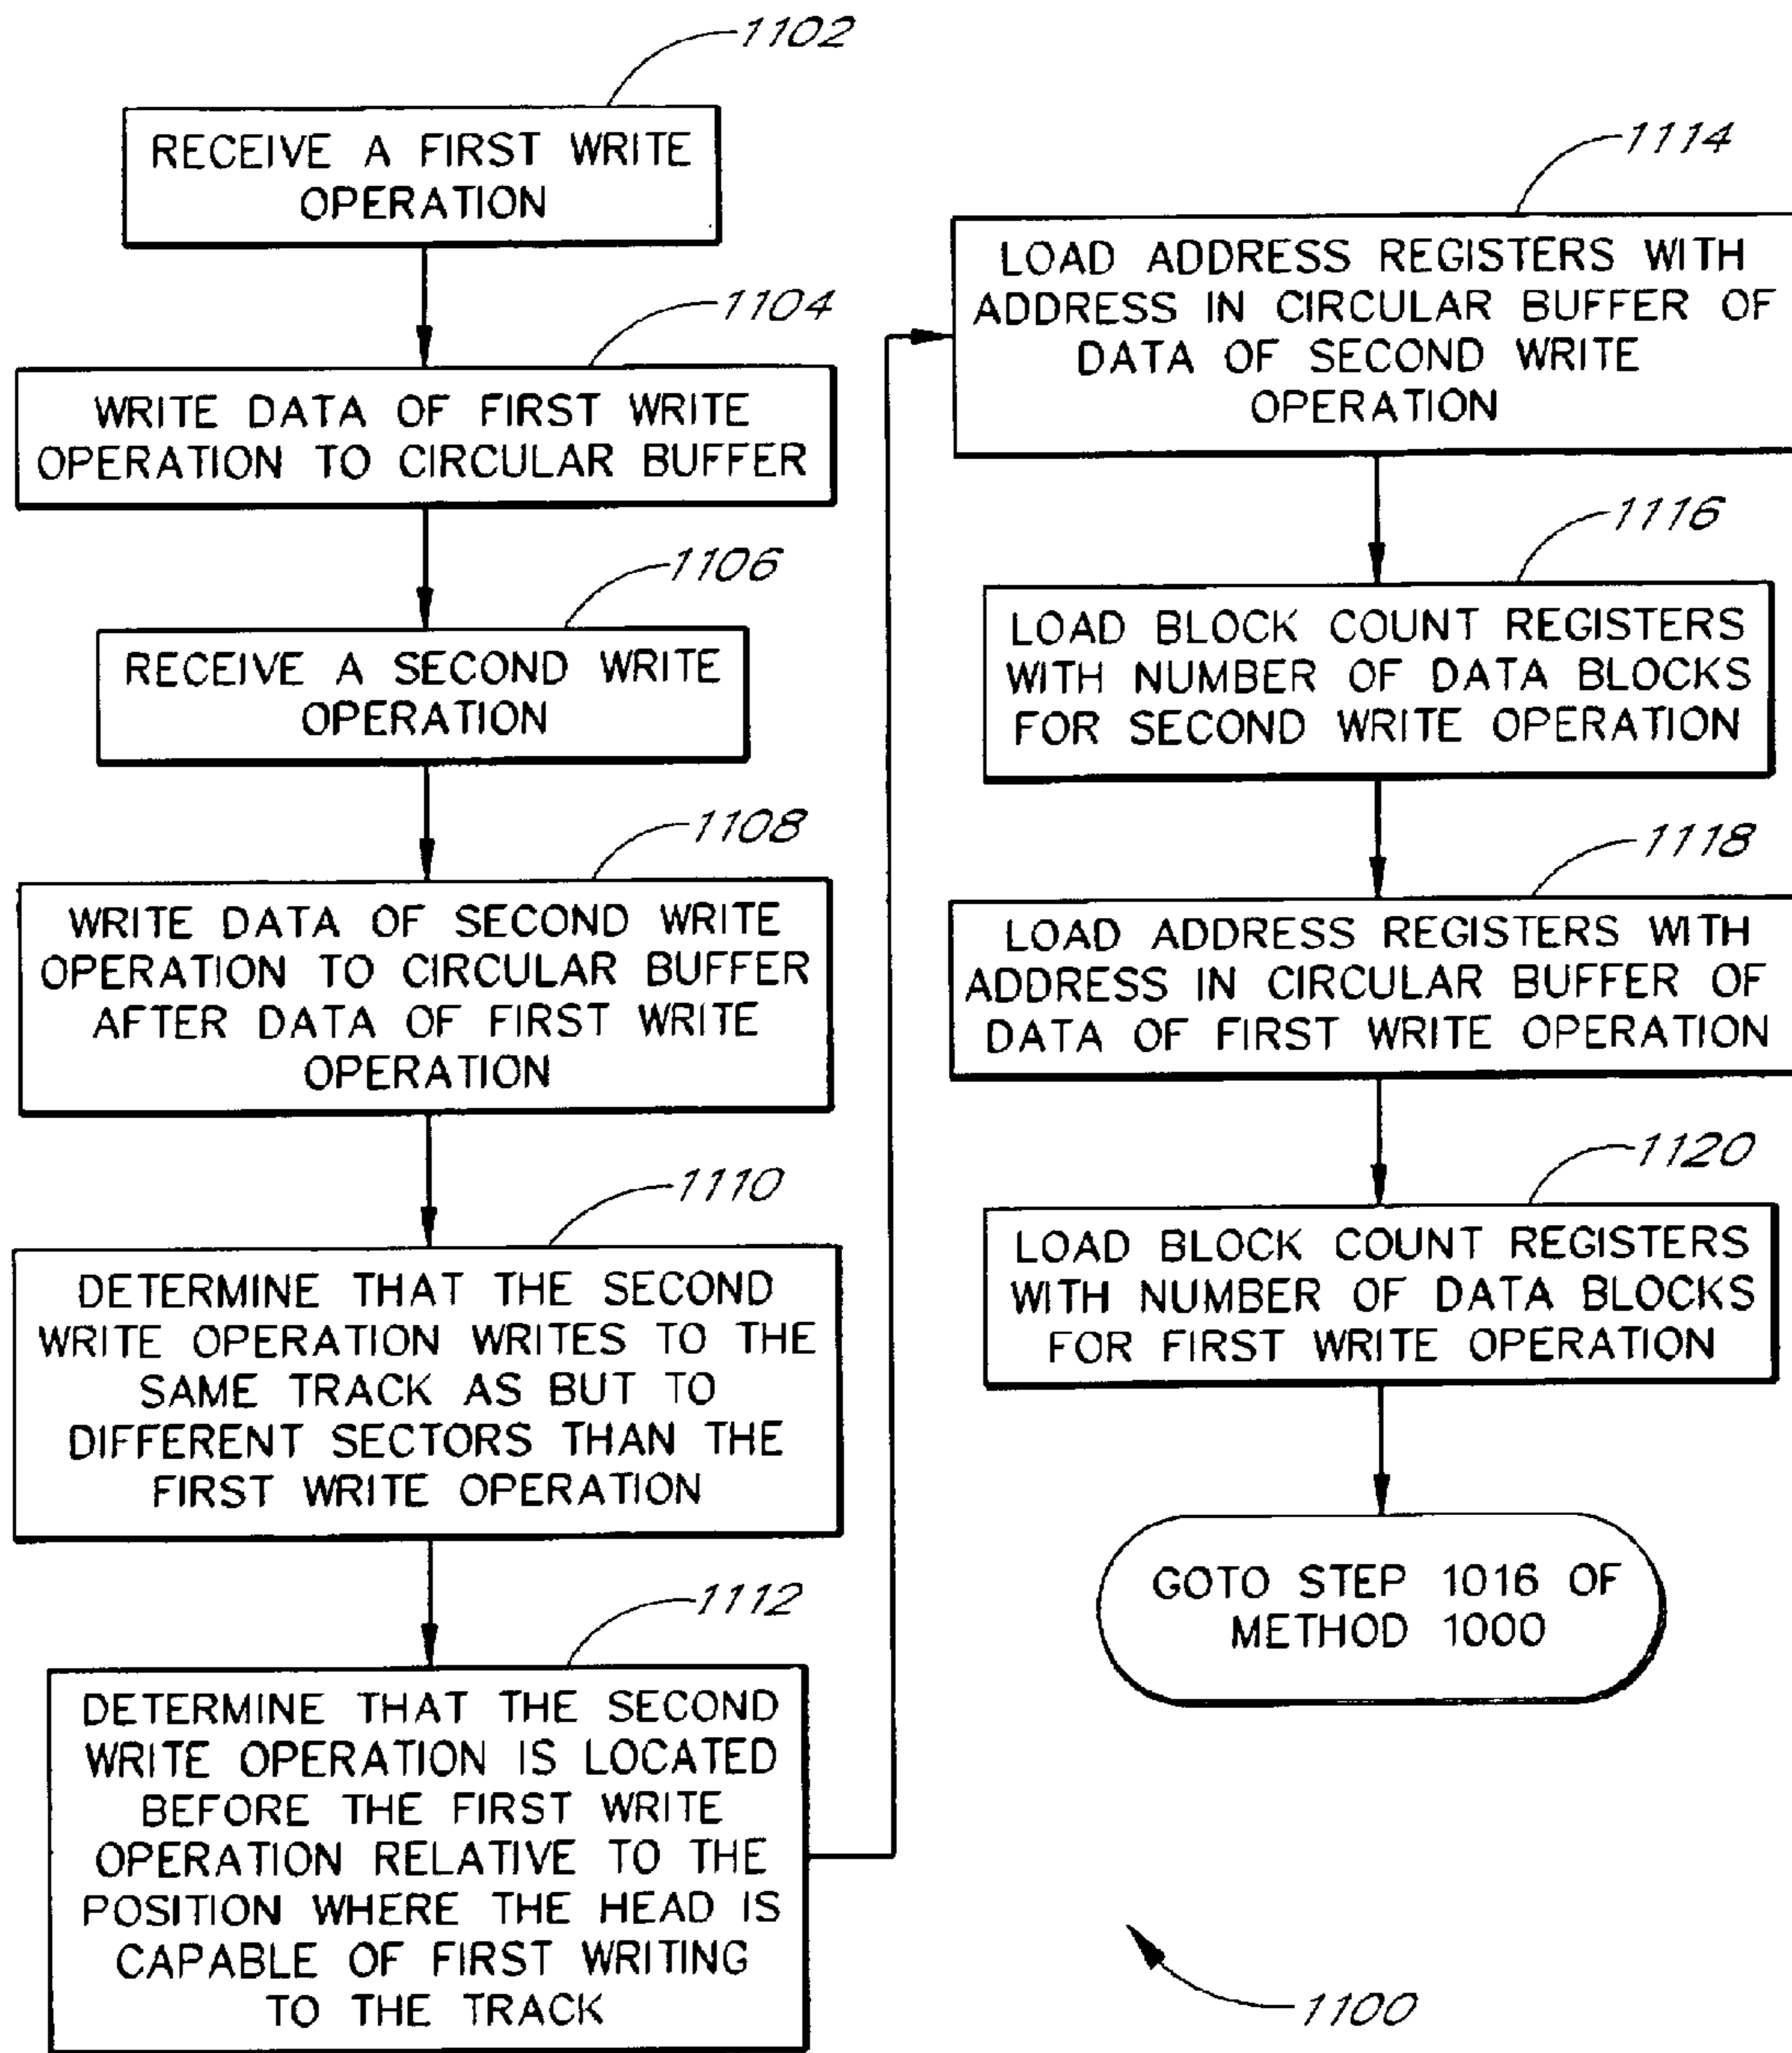 1102
RECEIVE A FIRST WRITE
OPERATION
1104
WRITE DATA OF FIRST WRITE
OPERATION TO CIRCULAR BUFFER
1106
RECEIVE A SECOND WRITE
OPERATION
1108
WRITE DATA OF SECOND WRITE
OPERATION TO CIRCULAR BUFFER
AFTER DATA OF FIRST WRITE
OPERATION
1110
DETERMINE THAT THE SECOND
WRITE OPERATION WRITES TO THE
SAME TRACK AS BUT TO
DIFFERENT SECTORS THAN THE
FIRST WRITE OPERATION
1112
DETERMINE THAT THE SECOND
WRITE OPERATION IS LOCATED
BEFORE THE FIRST WRITE
OPERATION RELATIVE TO THE
POSITION WHERE THE HEAD IS
CAPABLE OF FIRST WRITING
TO THE TRACK
1114
LOAD ADDRESS REGISTERS WITH
ADDRESS IN CIRCULAR BUFFER OF
DATA OF SECOND WRITE
OPERATION
1116
LOAD BLOCK COUNT REGISTERS
WITH NUMBER OF DATA BLOCKS
FOR SECOND WRITE OPERATION
1118
LOAD ADDRESS REGISTERS WITH
ADDRESS IN CIRCULAR BUFFER OF
DATA OF FIRST WRITE OPERATION
1120
LOAD BLOCK COUNT REGISTERS
WITH NUMBER OF DATA BLOCKS
FOR FIRST WRITE OPERATION
GOTO STEP 1016 OF
METHOD 1000
1100